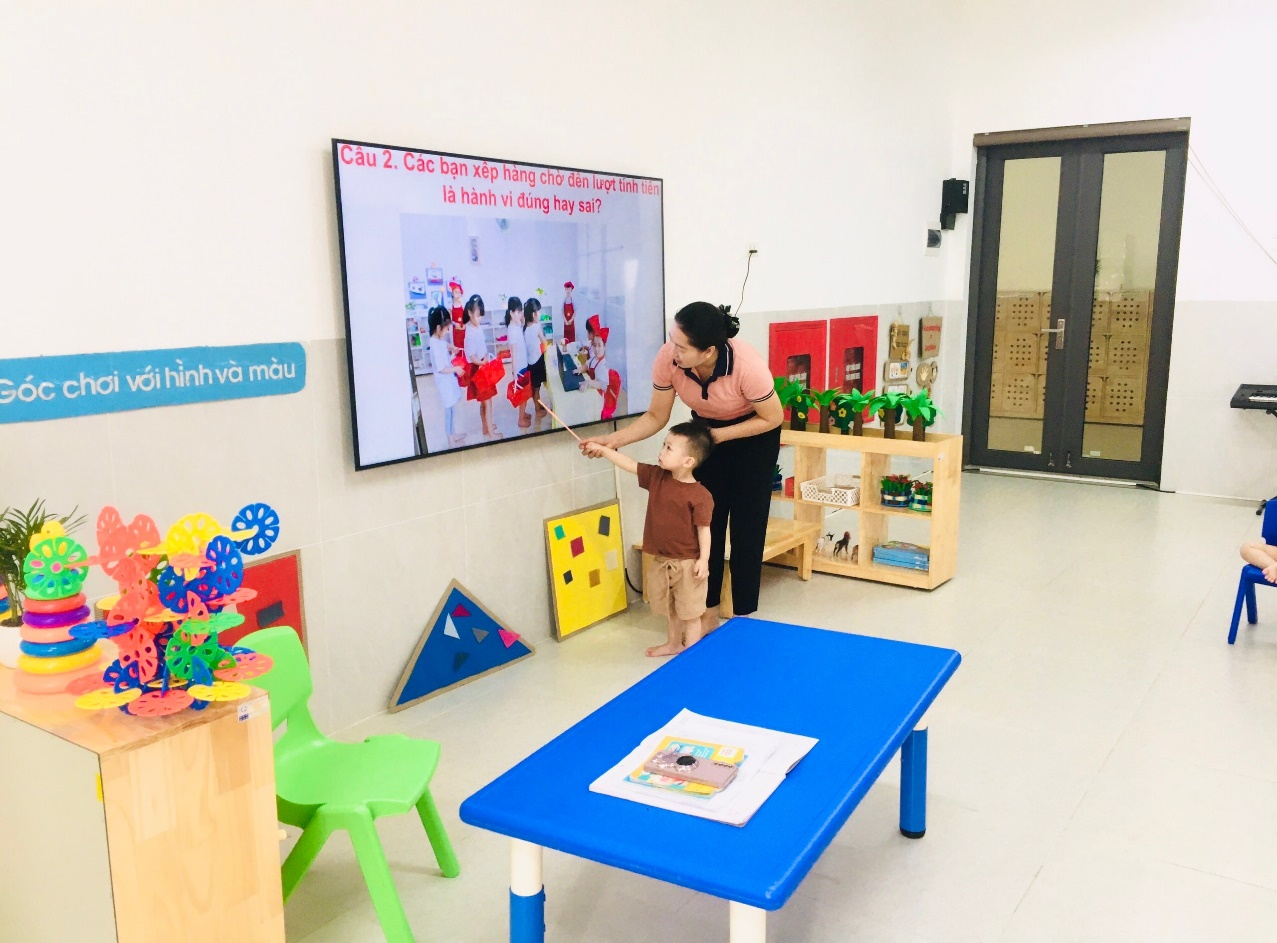 Câu 2. Các bạn xếp hàng chờ đến lượt tính tiền
là hành vi đúng hay sai?
Góc chơi với hình và màu